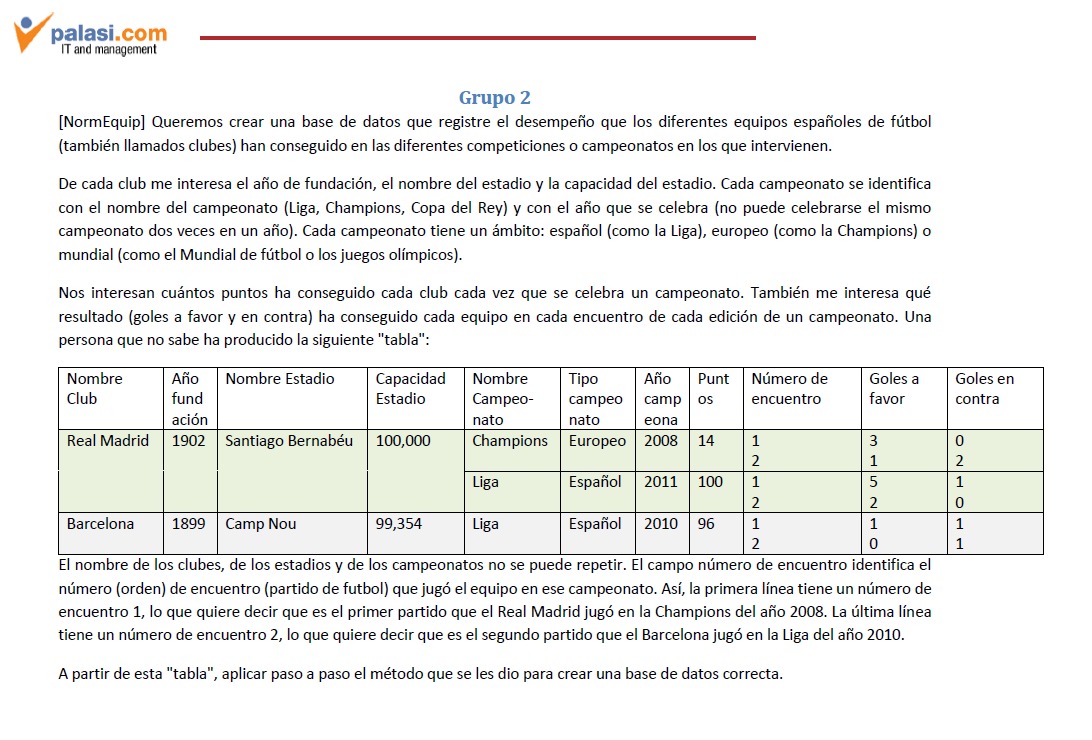 palasi.com
IT and management
Grupo 2
[NormEquip] Queremos crear una base de datos que registre el desempeño que los diferentes equipos españoles de fútbol
(también llamados clubes) han conseguido en las diferentes competiciones o campeonatos en los que intervienen.
De cada club me interesa el año de fundación, el nombre del estadio y la capacidad del estadio. Cada campeonato se identifica
con el nombre del campeonato (Liga, Champions, Copa del Rey) y con el año que se celebra (no puede celebrarse el mismo
campeonato dos veces en un año). Cada campeonato tiene un ámbito: español (como la Liga), europeo (como la Champions) o
mundial (como el Mundial de fútbol o los juegos olímpicos).
Nos interesan cuántos puntos ha conseguido cada club cada vez que se celebra un campeonato. También me interesa qué
resultado (goles a favor y en contra) ha conseguido cada equipo en cada encuentro de cada edición de un campeonato. Una
persona que no sabe ha producido la siguiente "tabla":
Nombre Año Nombre Estadio Capacidad Nombre Tipo Año Punt Número de Goles a Goles en
Club fund Estadio Campeo- campeo camp os encuentro favor contra
ación nato nato eona
Real Madrid 1902 Santiago Bernabéu 100,000 Champions Europeo 2008 14 1 3 0
2 1 2
Liga Español 2011 100 1 5 1
2 2 0
Barcelona 1899 Camp Nou 99,354 Liga Español 2010 96 1 1 1
2 0 1
El nombre de los clubes, de los estadios y de los campeonatos no se puede repetir. El campo número de encuentro identifica el
número (orden) de encuentro (partido de futbol) que jugó el equipo en ese campeonato. Así, la primera línea tiene un número de
encuentro 1, lo que quiere decir que es el primer partido que el Real Madrid jugó en la Champions del año 2008. La última línea
tiene un número de encuentro 2, lo que quiere decir que es el segundo partido que el Barcelona jugó en la Liga del año 2010.
A partir de esta "tabla", aplicar paso a paso el método que se les dio para crear una base de datos correcta.